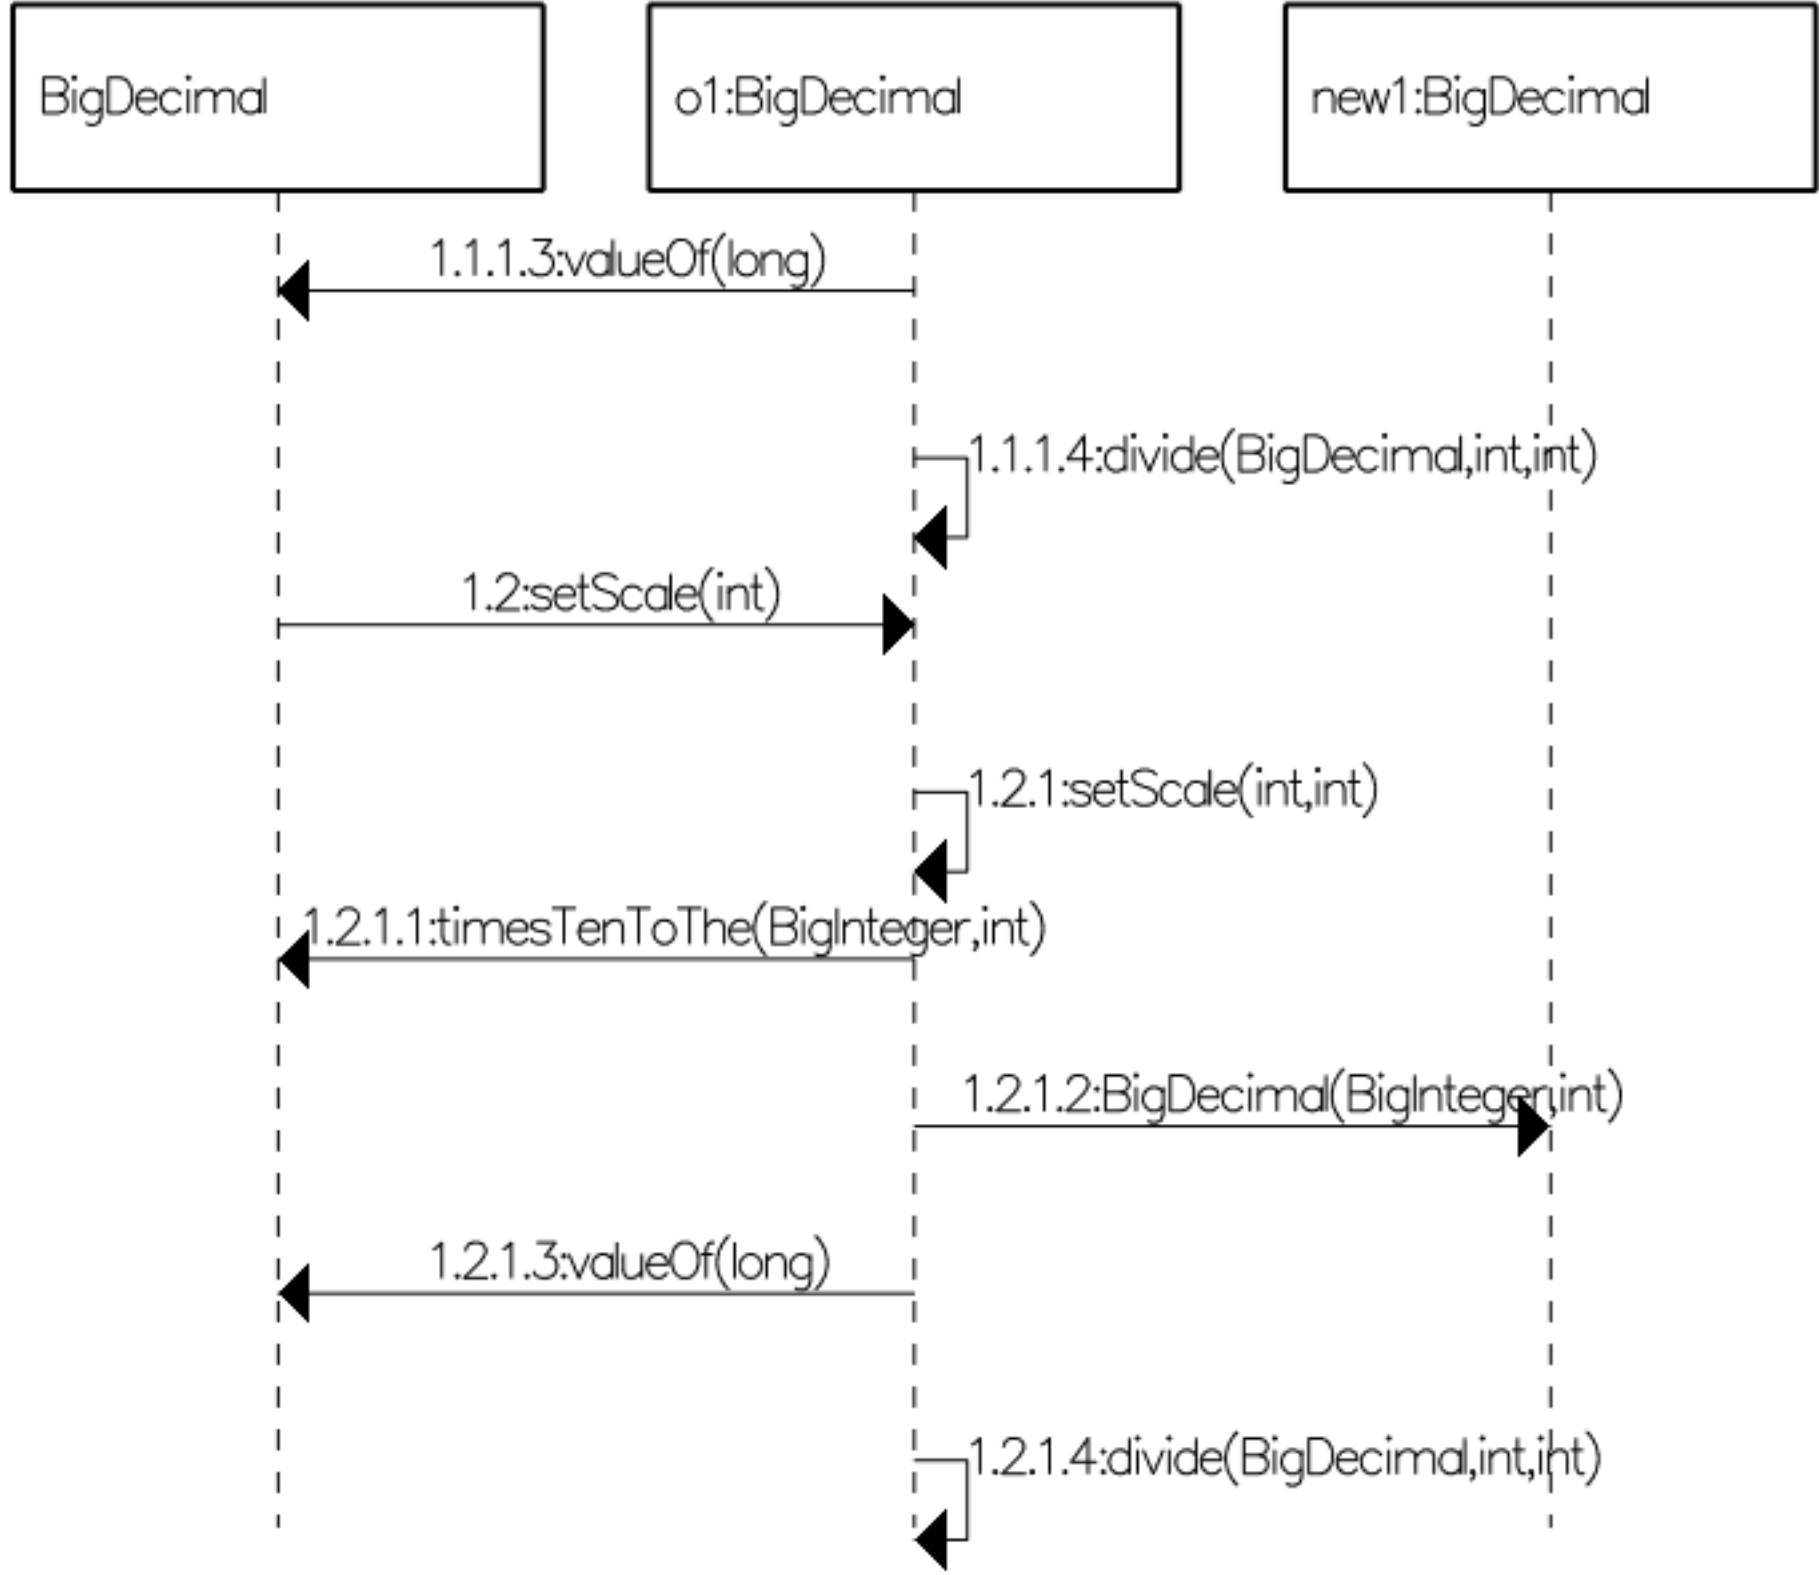 BigDecimal
o1:BigDecimal
new1:BigDecimal
1.1.1.3:valueOf(long)
1.1.1.4:divide(BigDecimal,int,int)
1.2:setScale(int)
1.2.1:setScale(int,int)
1.2.1.1:timesTenToThe(BigInteger,int)
1.2.1.2:BigDecimal(BigInteger,int)
1.2.1.3:valueOf(long)
1.2.1.4:divide(BigDecimal,int,int)